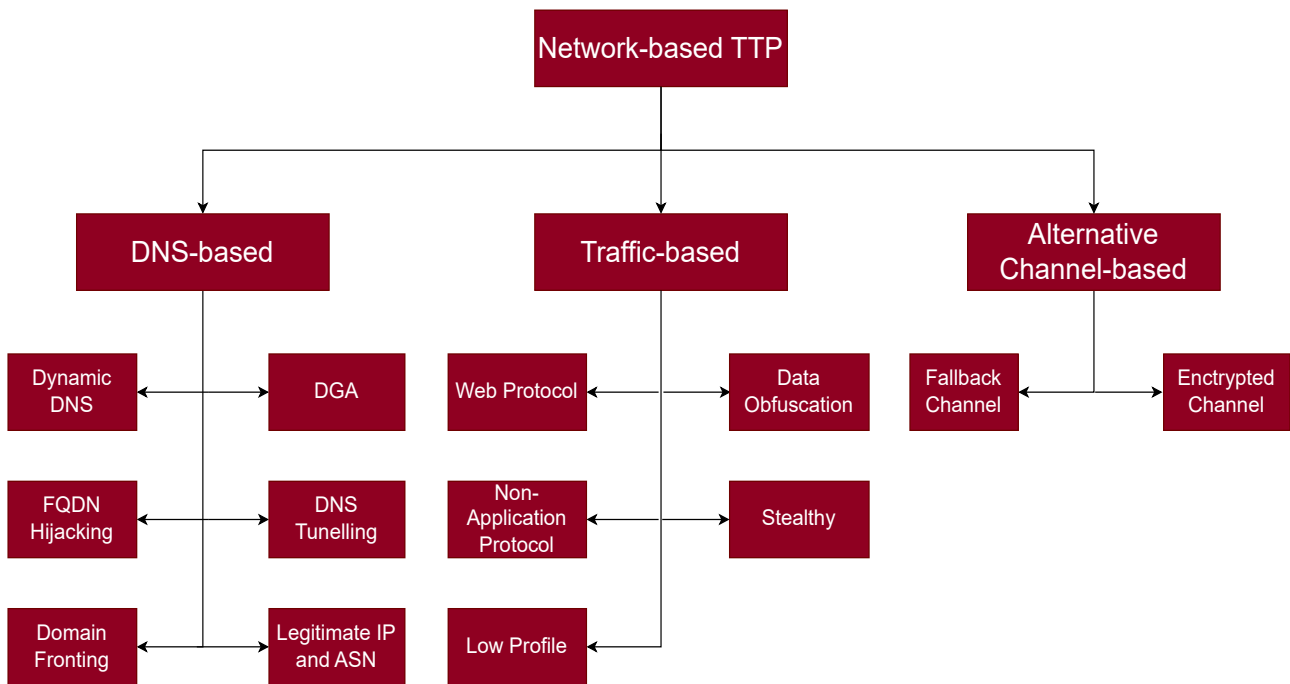 Network-based TTP
DNS-based
Traffic-based
Alternative
Channel-based
Dynamic
DNS
DGA
Web Protocol
Data
Obfuscation
Fallback
Channel
Enctrypted
Channel
FQDN
Hijacking
DNS
Tunelling
Non-
Application
Protocol
Stealthy
Domain
Fronting
Legitimate IP
and ASN
Low Profile